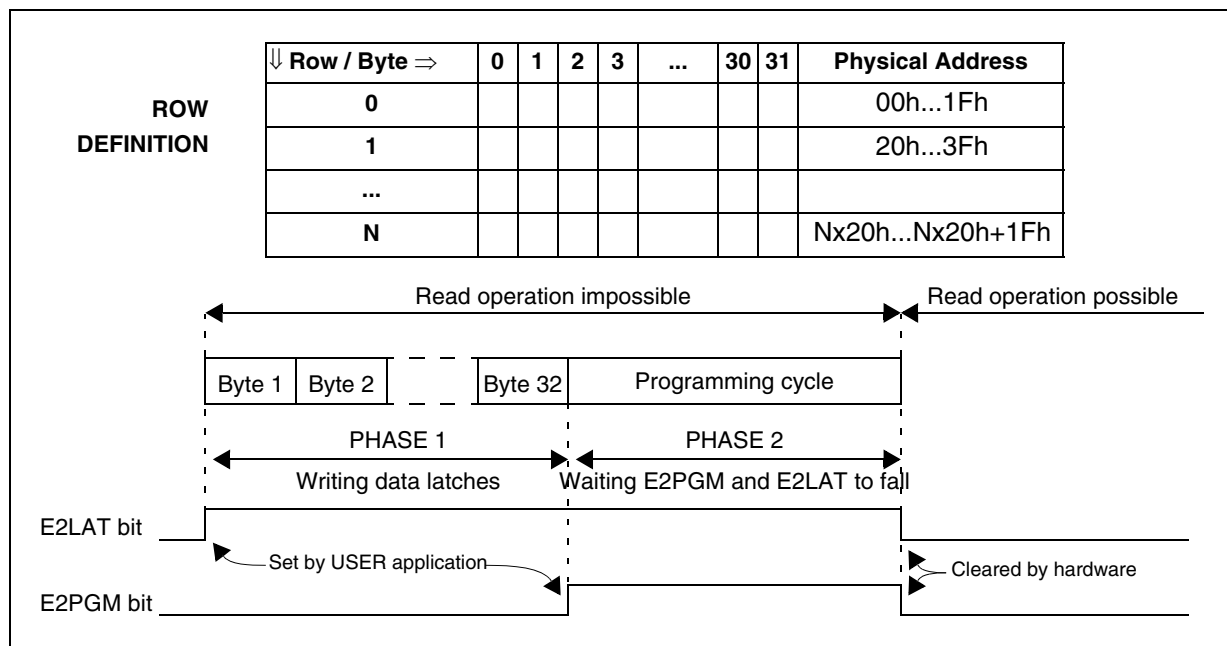 ⇓ Row / Byte ⇒ 0 1 2 3 ... 30 31 Physical Address
ROW DEFINITION
0 00h...1Fh
1 20h...3Fh
...
N Nx20h...Nx20h+1Fh
Read operation impossible
Read operation possible
Byte 1 Byte 2 Byte 32 Programming cycle
PHASE 1 PHASE 2
Writing data latches Waiting E2PGM and E2LAT to fall
E2LAT bit
Set by USER application
Cleared by hardware
E2PGM bit